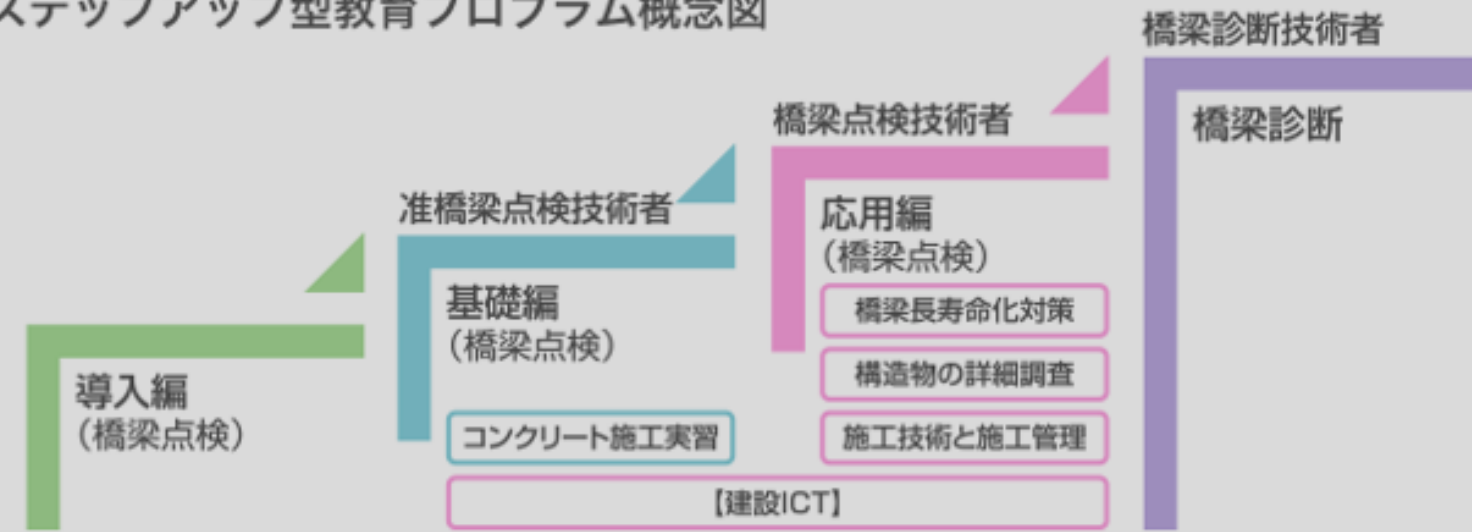 ステップアップ型教育プログラム概念図
橋梁診断技術者
橋梁診断
橋梁点検技術者
応用編
（橋梁点検）
橋梁長寿命化対策
構造物の詳細調査
施工技術と施工管理
准橋梁点検技術者
基礎編
（橋梁点検）
コンクリート施工実習
【建設ICT】
導入編
（橋梁点検）